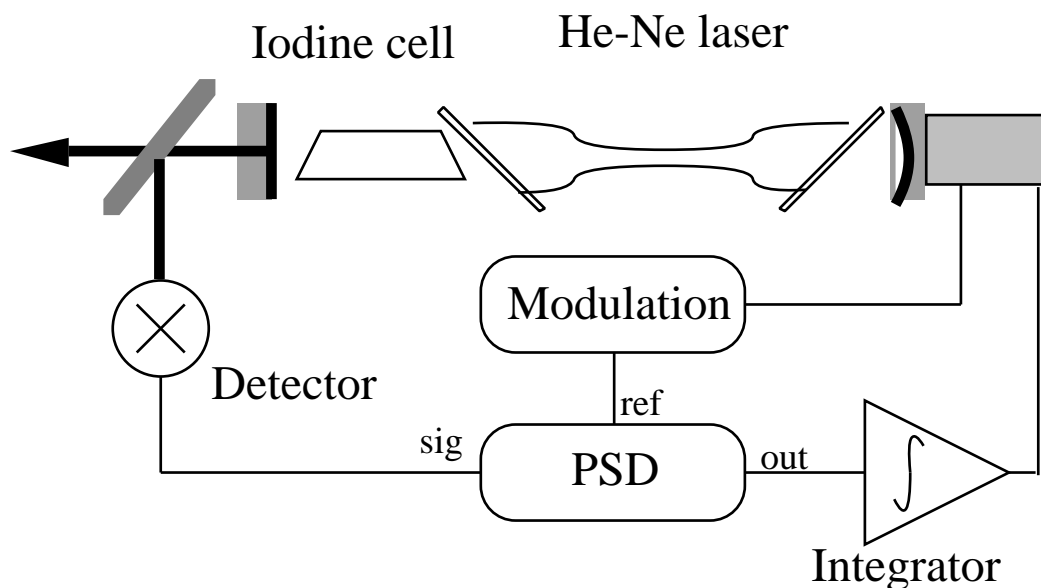 Iodine cell
He-Ne laser
Modulation
Detector
ref
sig
PSD
out
Integrator